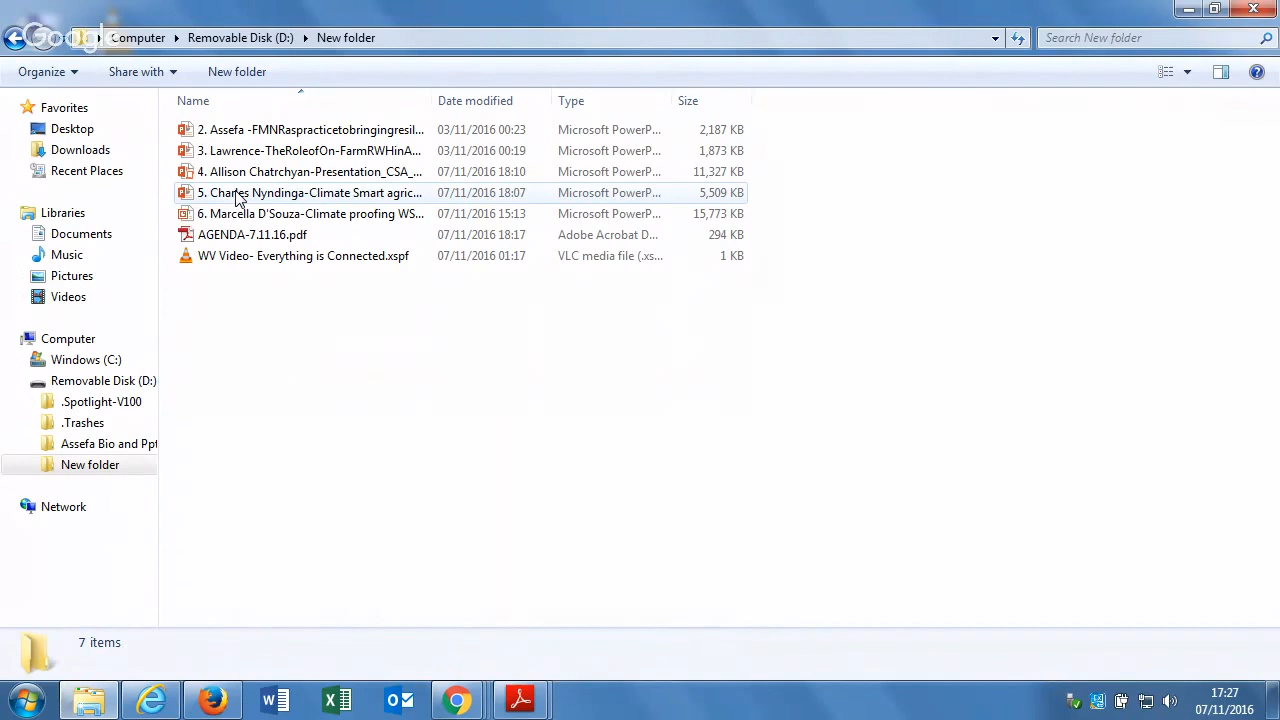 Google
Computer Removable Disk (D:) New folder Search New folder
Organize Share with New folder
Name Date modified Type Size
2. Assefa -FMNRaspracticetobringingresil... 03/11/2016 00:23 Microsoft PowerP... 2,187 KB
3. Lawrence-TheRoleofOn-FarmRWHinA... 03/11/2016 00:19 Microsoft PowerP... 1,873 KB
4. Allison Chatrchyan-Presentation_CSA_... 07/11/2016 18:10 Microsoft PowerP... 11,327 KB
5. Charles Nyndinga-Climate Smart agric... 07/11/2016 18:07 Microsoft PowerP... 5,509 KB
6. Marcella D'Souza-Climate proofing WS... 07/11/2016 15:13 Microsoft PowerP... 15,773 KB
AGENDA-7.11.16.pdf 07/11/2016 18:17 Adobe Acrobat D... 294 KB
WV Video- Everything is Connected.xspf 07/11/2016 01:17 VLC media file (.xs... 1 KB
Favorites
Desktop
Downloads
Recent Places
Libraries
Documents
Music
Pictures
Videos
Computer
Windows (C:)
Removable Disk (D:)
.Spotlight-V100
.Trashes
Assefa Bio and Ppt
New folder
Network
7 items
17:27
07/11/2016